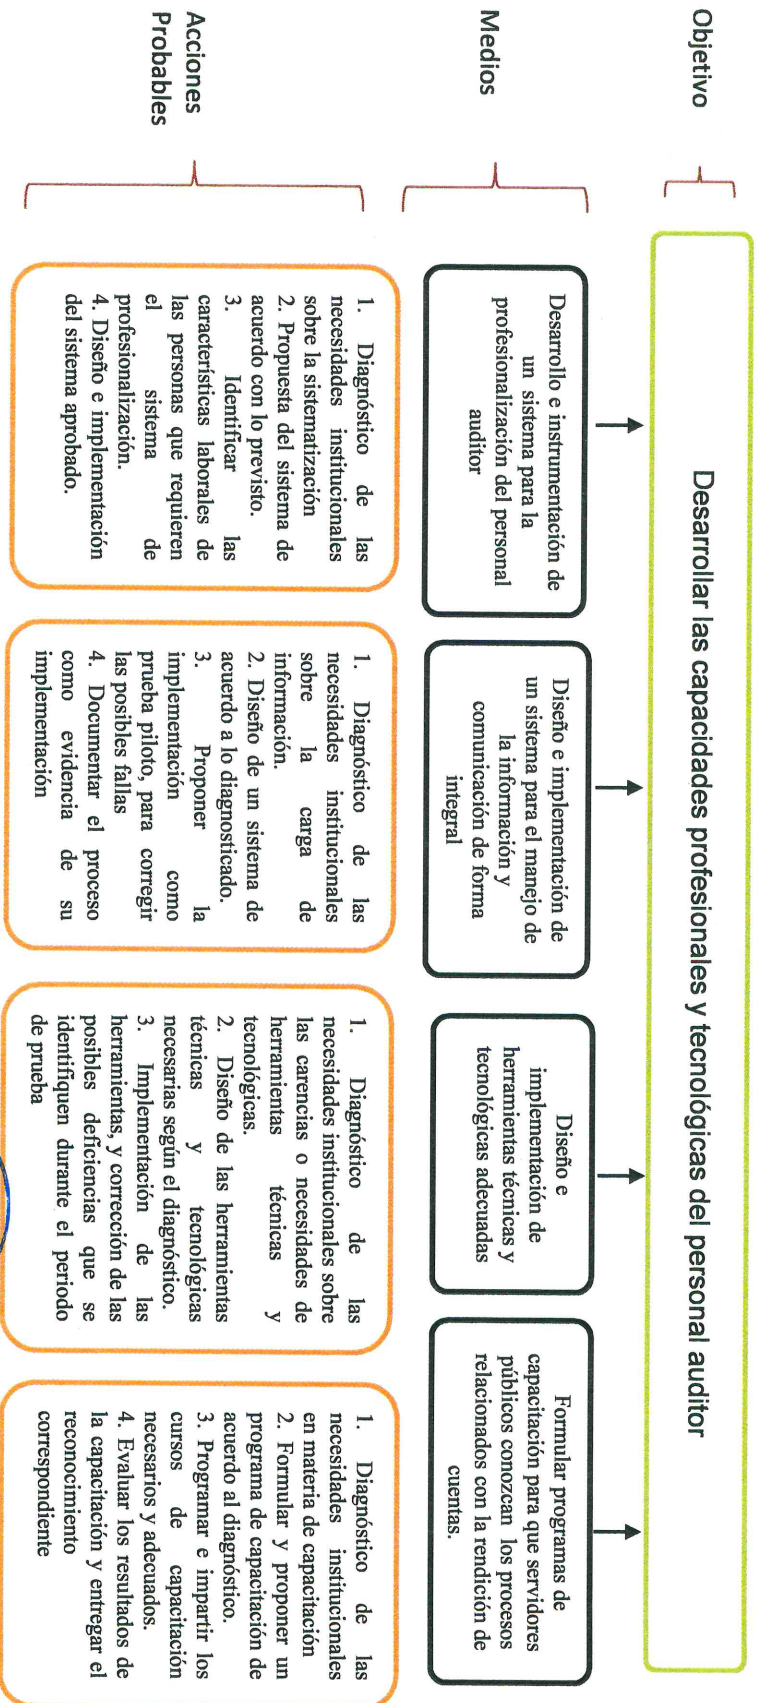 Objetivo
Desarrollar las capacidades profesionales y tecnológicas del personal auditor
Medios
Desarrollo e instrumentación de
un sistema para la
profesionalización del personal
auditor
Diseño e implementación de
un sistema para el manejo de
la información y
comunicación de forma
integral
Diseño e
implementación de
herramientas técnicas y
tecnológicas adecuadas
Formular programas de
capacitación para que servidores
públicos conozcan los procesos
relacionados con la rendición de
cuentas.
Acciones
Probables
1. Diagnóstico de las
necesidades institucionales
sobre la sistematización
2. Propuesta del sistema de
acuerdo con lo previsto.
3. Identificar las
características laborales de
las personas que requieren
el sistema de
profesionalización.
4. Diseño e implementación
del sistema aprobado.
1. Diagnóstico de las
necesidades institucionales
sobre la carga de
información.
2. Diseño de un sistema de
acuerdo a lo diagnosticado.
3. Proponer la
implementación como
prueba piloto, para corregir
las posibles fallas
4. Documentar el proceso
como evidencia de su
implementación
1. Diagnóstico de las
necesidades institucionales sobre
las carencias o necesidades de
herramientas técnicas y
tecnológicas.
2. Diseño de las herramientas
técnicas y tecnológicas
necesarias según el diagnóstico.
3. Implementación de las
herramientas, y corrección de las
posibles deficiencias que se
identifiquen durante el periodo
de prueba
1. Diagnóstico de las
necesidades institucionales
en materia de capacitación
2. Formular y proponer un
programa de capacitación de
acuerdo al diagnóstico.
3. Programar e impartir los
cursos de capacitación
necesarios y adecuados.
4. Evaluar los resultados de
la capacitación y entregar el
reconocimiento
correspondiente